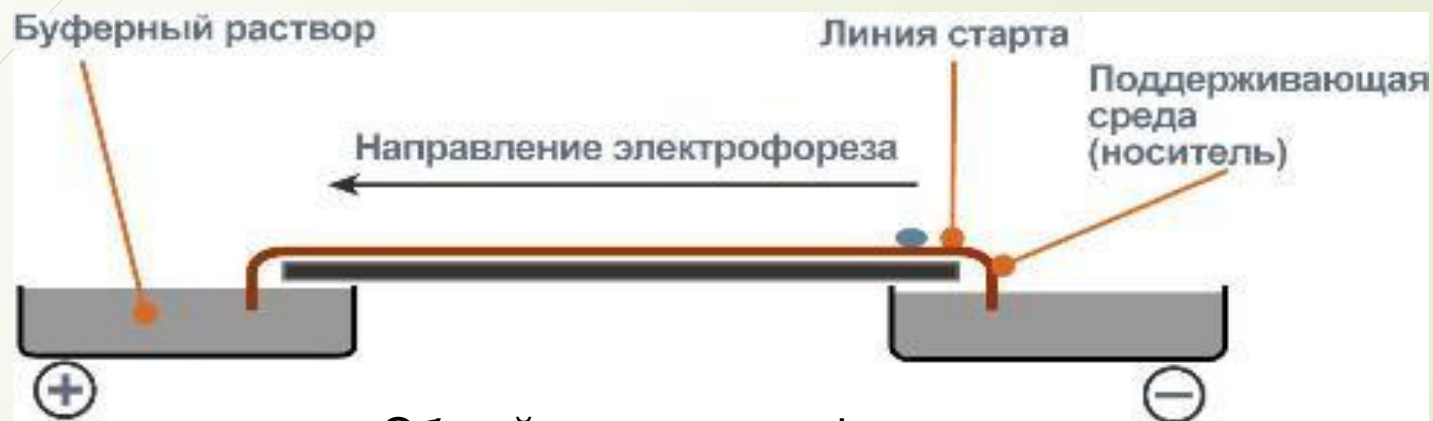 Буферный раствор
Линия старта
Поддерживающая
среда
(носитель)
Направление электрофореза
+
−